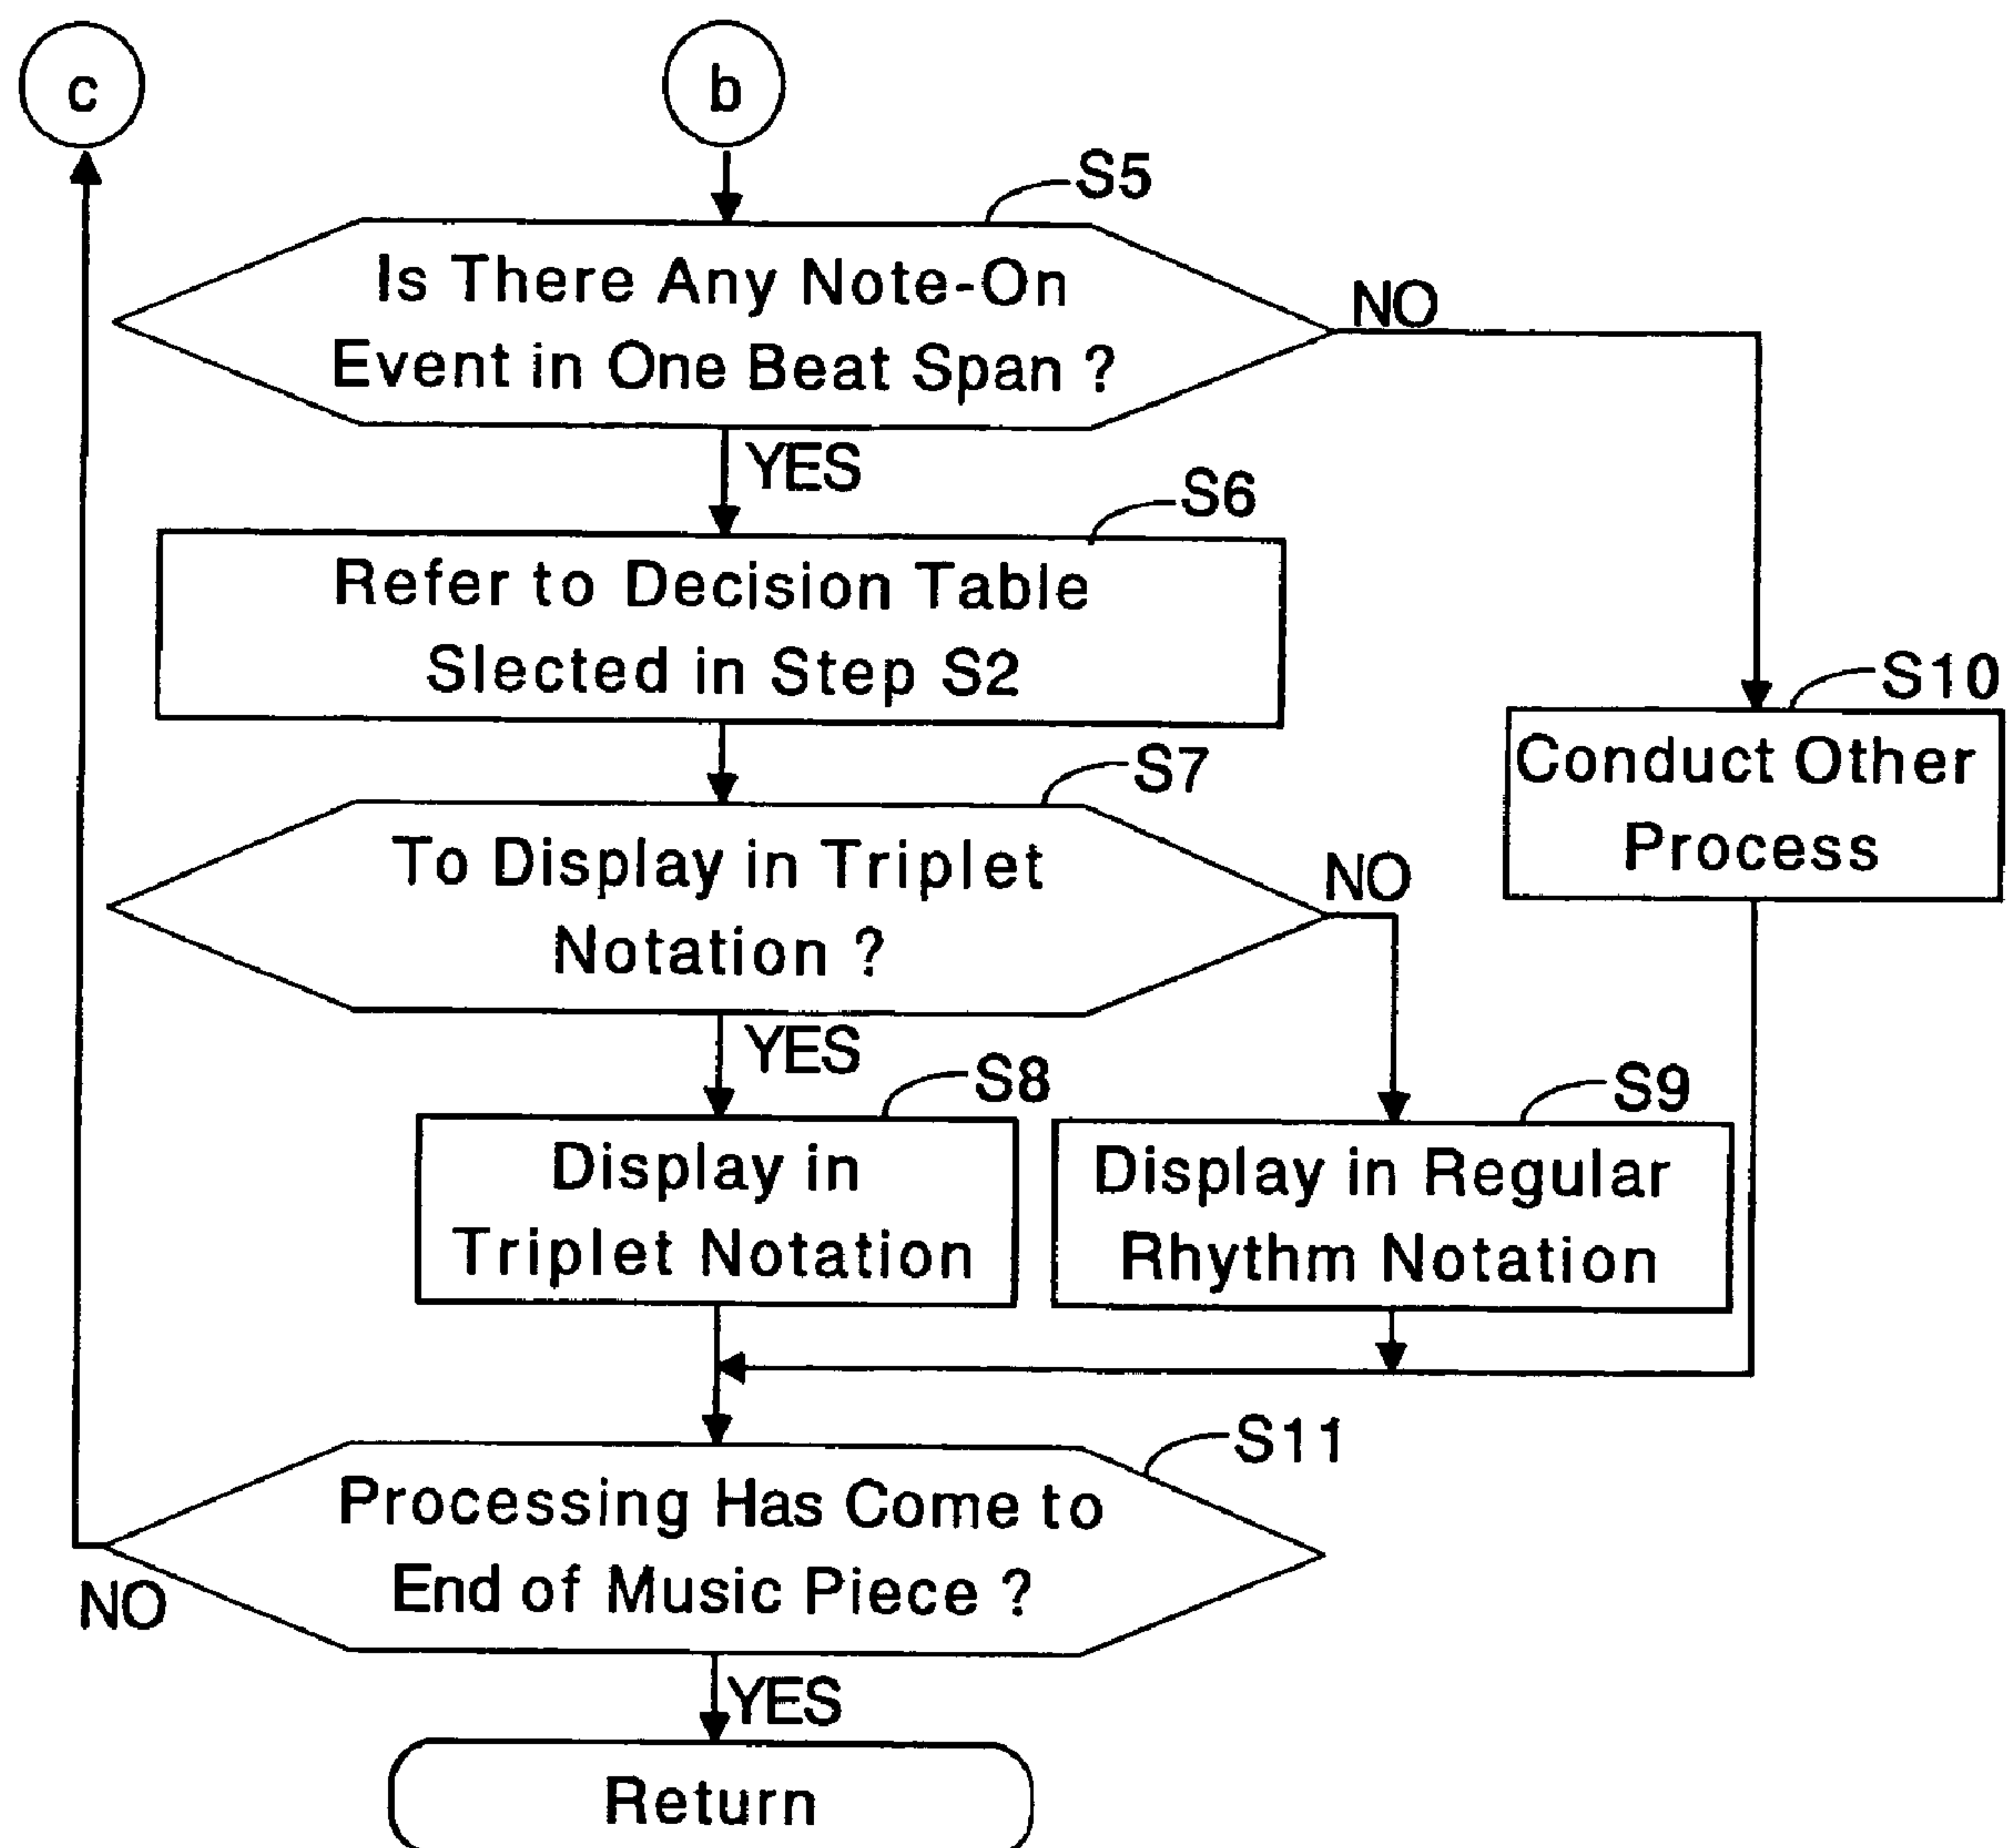 c
b
S5
Is There Any Note-On
Event in One Beat Span ?
NO
YES
S6
Refer to Decision Table
Slected in Step S2
S10
Conduct Other
Process
S7
To Display in Triplet
Notation ?
NO
YES
S8
Display in
Triplet Notation
S9
Display in Regular
Rhythm Notation
S11
Processing Has Come to
End of Music Piece ?
NO
YES
Return